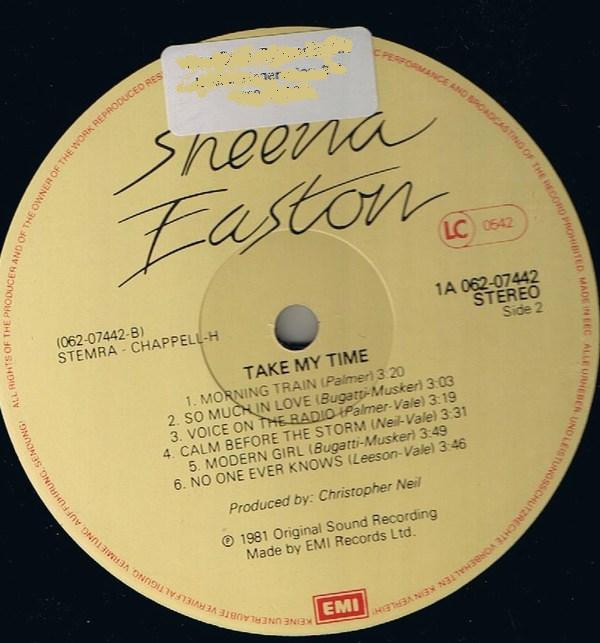 Sheena
Easton
LC 0542
1A 062-07442
STEREO
Side 2
(062-07442-B)
STEMRA - CHAPPELL-H
TAKE MY TIME
1. MORNING TRAIN (Palmer) 3:20
2. SO MUCH IN LOVE (Bugatti-Musker) 3:03
3. VOICE ON THE RADIO (Palmer-Vale) 3:19
4. CALM BEFORE THE STORM (Neil-Vale) 3:31
5. MODERN GIRL (Bugatti-Musker) 3:49
6. NO ONE EVER KNOWS (Leeson-Vale) 3:46
Produced by: Christopher Neil
℗ 1981 Original Sound Recording
Made by EMI Records Ltd.
EMI
ALL RIGHTS OF THE PRODUCER AND OF THE OWNER OF THE WORK REPRODUCED RES
C PERFORMANCE AND BROADCASTING OF THE RECORD PROHIBITED. MADE IN EEC. ALLE URHEBER- UND LEISTUNGSSCHUTZRECHTE VORBEHALTEN. KEIN VERLEIH!
KEINE UNERLAUBTE VERVIELFÄLTIGUNG, VERMIETUNG, AUFFÜHRUNG, SENDUNG!